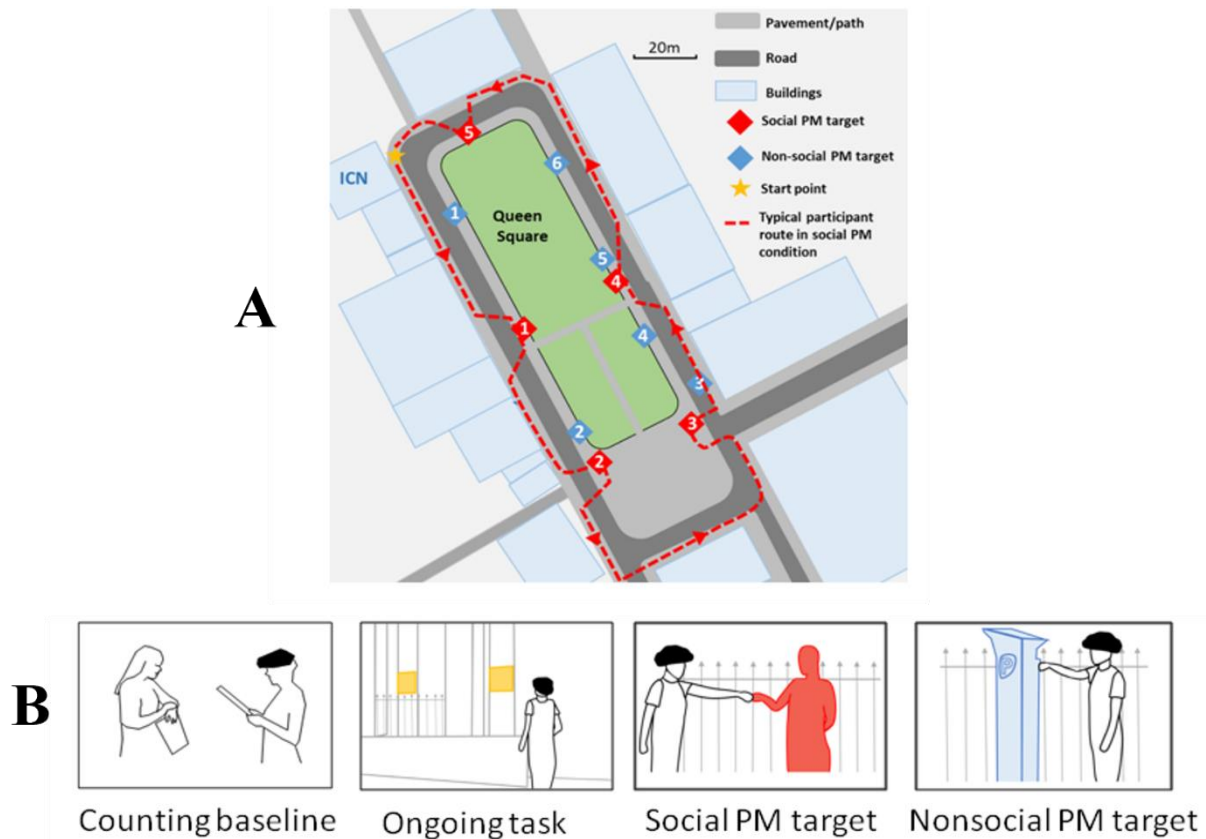 A
ICN
Queen
Square
20m
Pavement/path
Road
Buildings
Social PM target
Non-social PM target
Start point
Typical participant
route in social PM
condition
5
6
1
5
4
1
4
3
3
2
2
B
P
Counting baseline
Ongoing task
Social PM target
Nonsocial PM target